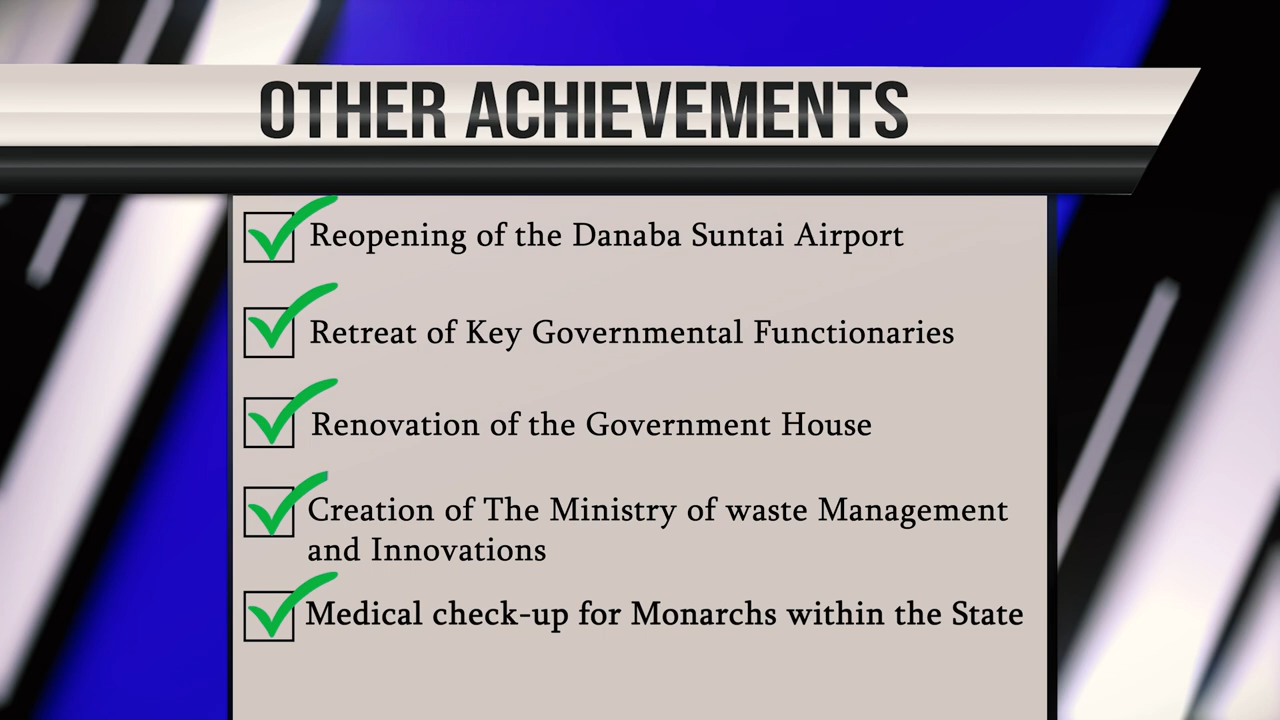 OTHER ACHIEVEMENTS
Reopening of the Danaba Suntai Airport
Retreat of Key Governmental Functionaries
Renovation of the Government House
Creation of The Ministry of waste Management
and Innovations
Medical check-up for Monarchs within the State